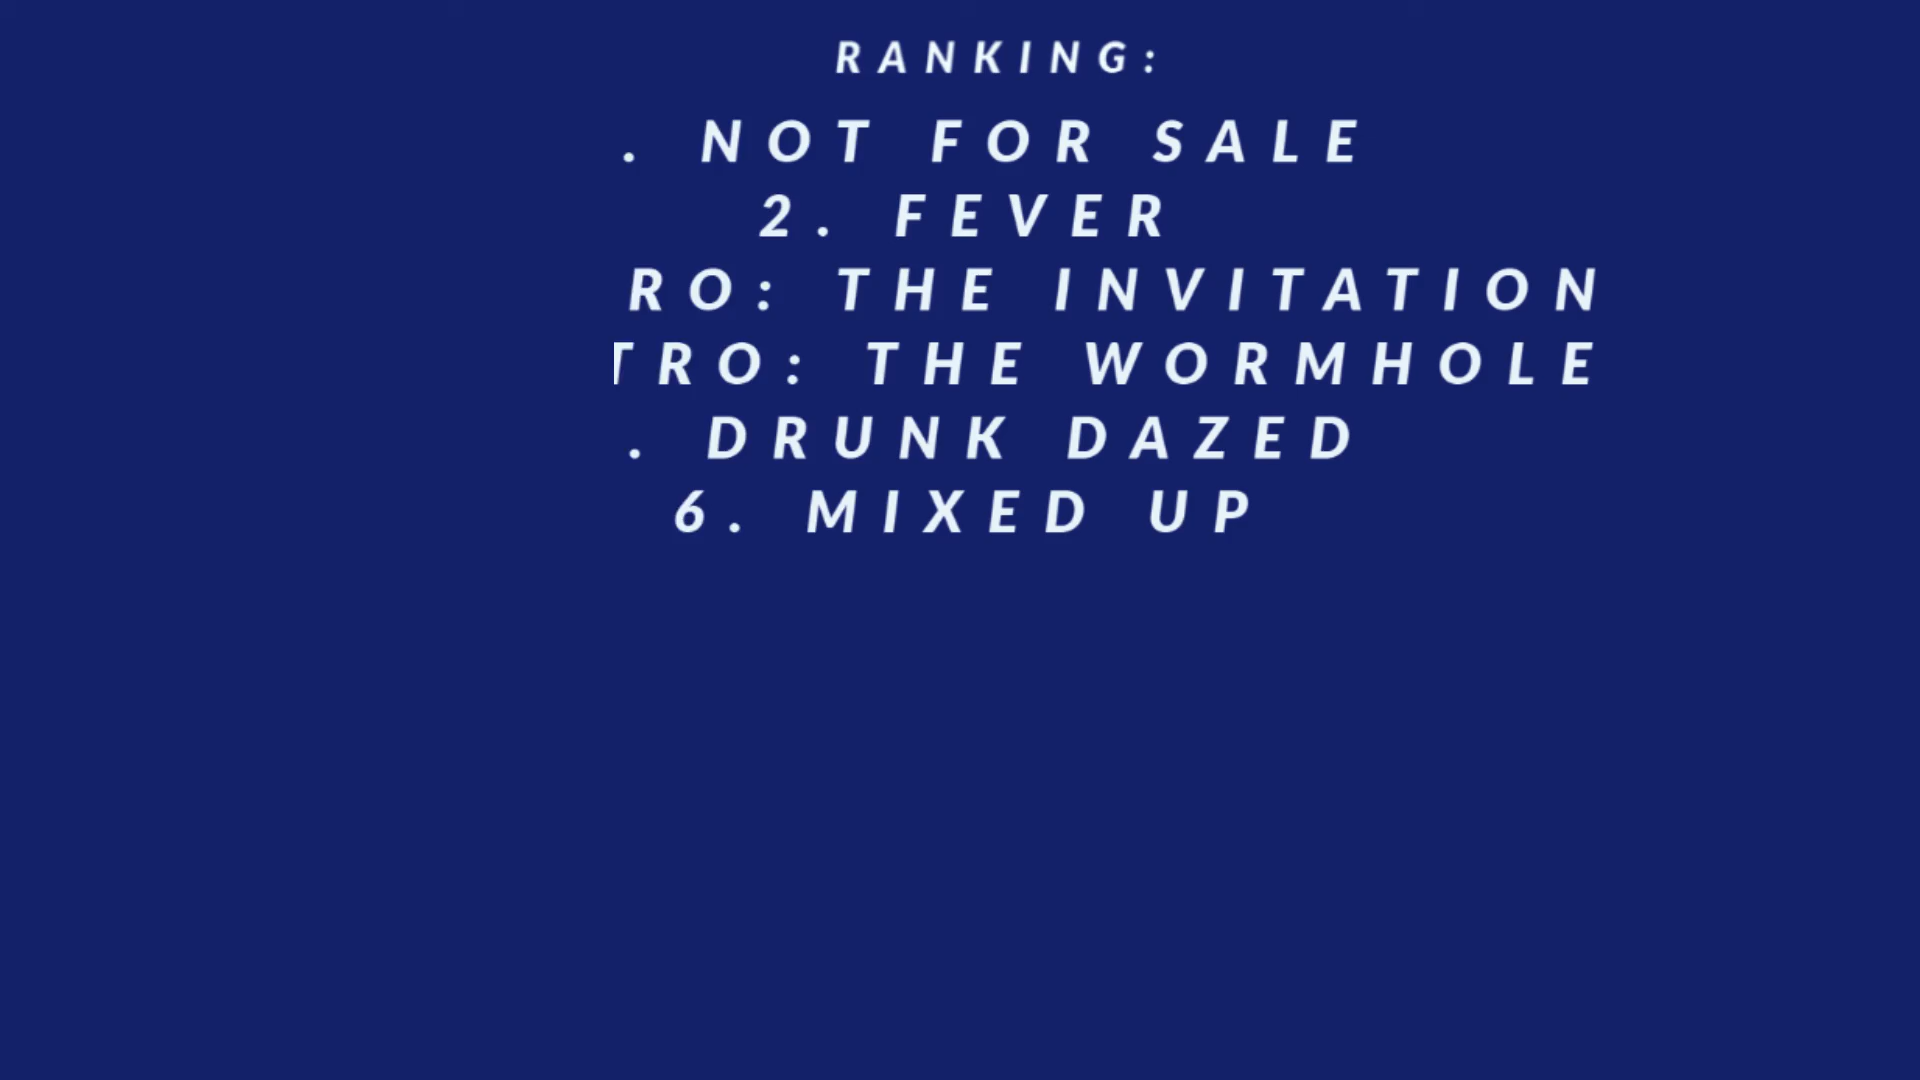 RANKING:
. NOT FOR SALE
2. FEVER
RO: THE INVITATION
TRO: THE WORMHOLE
. DRUNK DAZED
6. MIXED UP